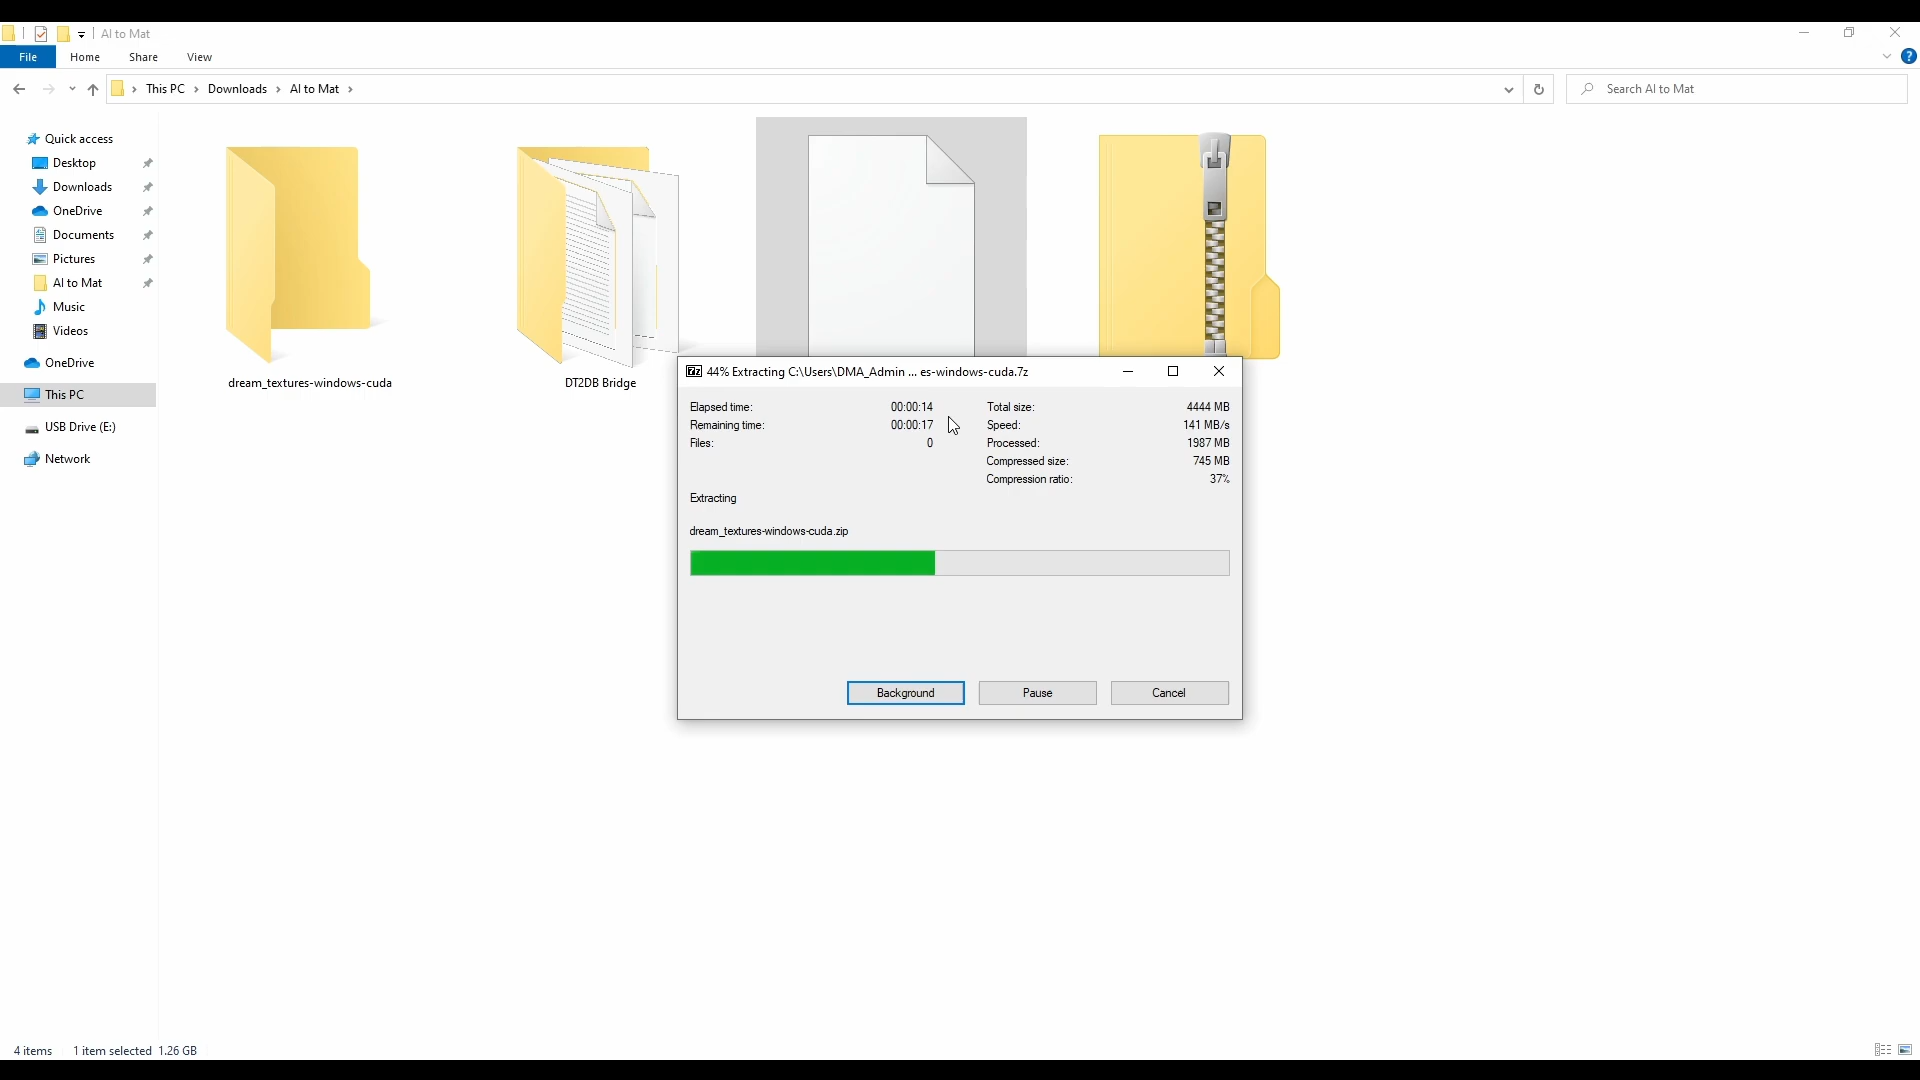 AI to Mat
File
Home
Share
View
This PC
Downloads
AI to Mat
Search AI to Mat
?
Quick access
Desktop
Downloads
OneDrive
Documents
Pictures
AI to Mat
Music
Videos
OneDrive
This PC
USB Drive (E:)
Network
dream_textures-windows-cuda
DT2DB Bridge
7z
44% Extracting C:\Users\DMA_Admin ... es-windows-cuda.7z
Elapsed time: 00:00:14
Remaining time: 00:00:17
Files: 0
Total size: 4444 MB
Speed: 141 MB/s
Processed: 1987 MB
Compressed size: 745 MB
Compression ratio: 37%
Extracting
dream_textures-windows-cuda.zip
Background
Pause
Cancel
4 items
1 item selected 1.26 GB